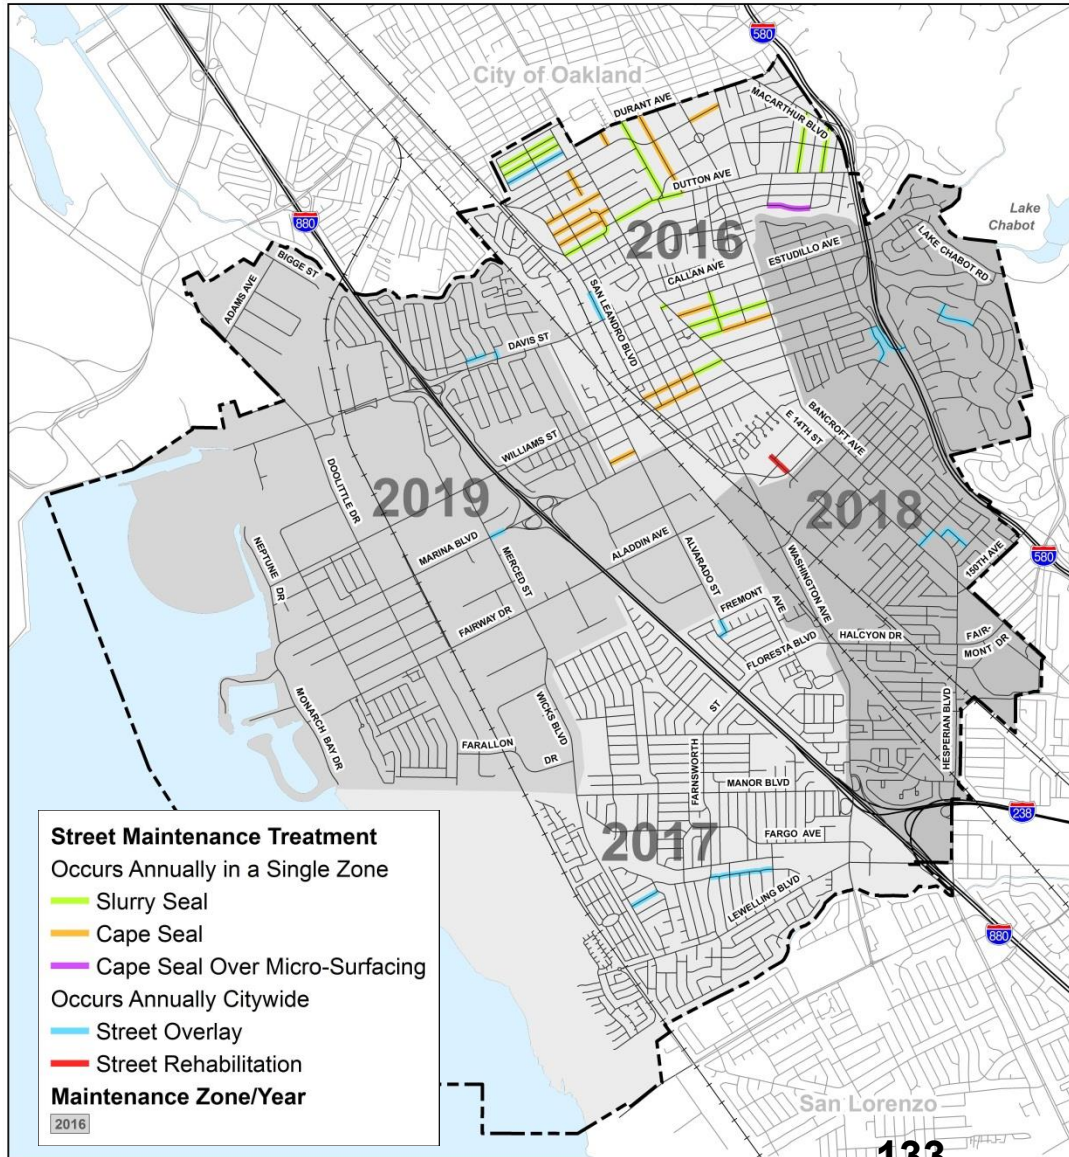 580
City of Oakland
DURANT AVE
MACARTHUR BLVD
DUTTON AVE
880
2016
Lake
Chabot
LAKE CHABOT RD
ESTUDILLO AVE
BIGGE ST
ADAMS AVE
CALLAN AVE
SAN LEANDRO BLVD
DAVIS ST
BANCROFT AVE
E 14TH ST
WILLIAMS ST
DOOLITTLE DR
2019
2018
NEPTUNE DR
MARINA BLVD
MERCED ST
ALADDIN AVE
ALVARADO ST
WASHINGTON AVE
150TH AVE
580
FREMONT AVE
FAIRWAY DR
FLORESTA BLVD
HALCYON DR
FAIR-
MONT DR
MONARCH BAY DR
WICKS BLVD
ST
FARNSWORTH
HESPERIAN BLVD
FARALLON
DR
MANOR BLVD
238
2017
FARGO AVE
LEWELLING BLVD
880
Street Maintenance Treatment
Occurs Annually in a Single Zone
Slurry Seal
Cape Seal
Cape Seal Over Micro-Surfacing
Occurs Annually Citywide
Street Overlay
Street Rehabilitation
Maintenance Zone/Year
2016
San Lorenzo
133